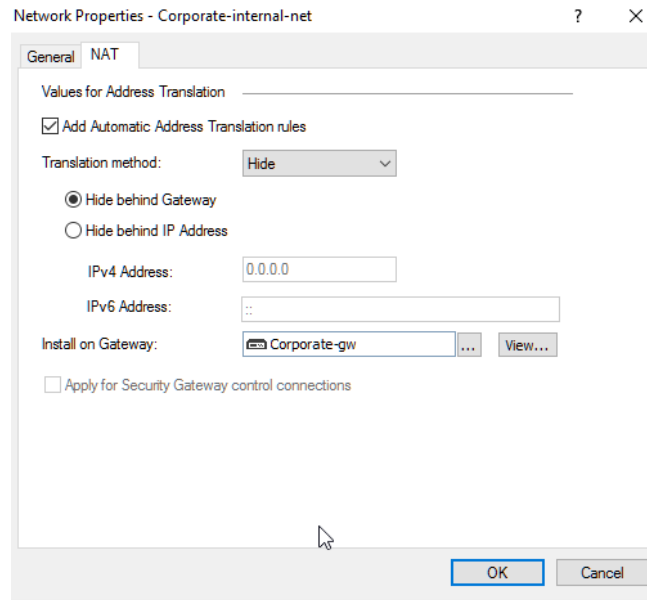 Network Properties - Corporate-internal-net ? X
General NAT
Values for Address Translation
Add Automatic Address Translation rules
Translation method: Hide
Hide behind Gateway
Hide behind IP Address
IPv4 Address: 0.0.0.0
IPv6 Address: ::
Install on Gateway: Corporate-gw ... View...
Apply for Security Gateway control connections
OK Cancel